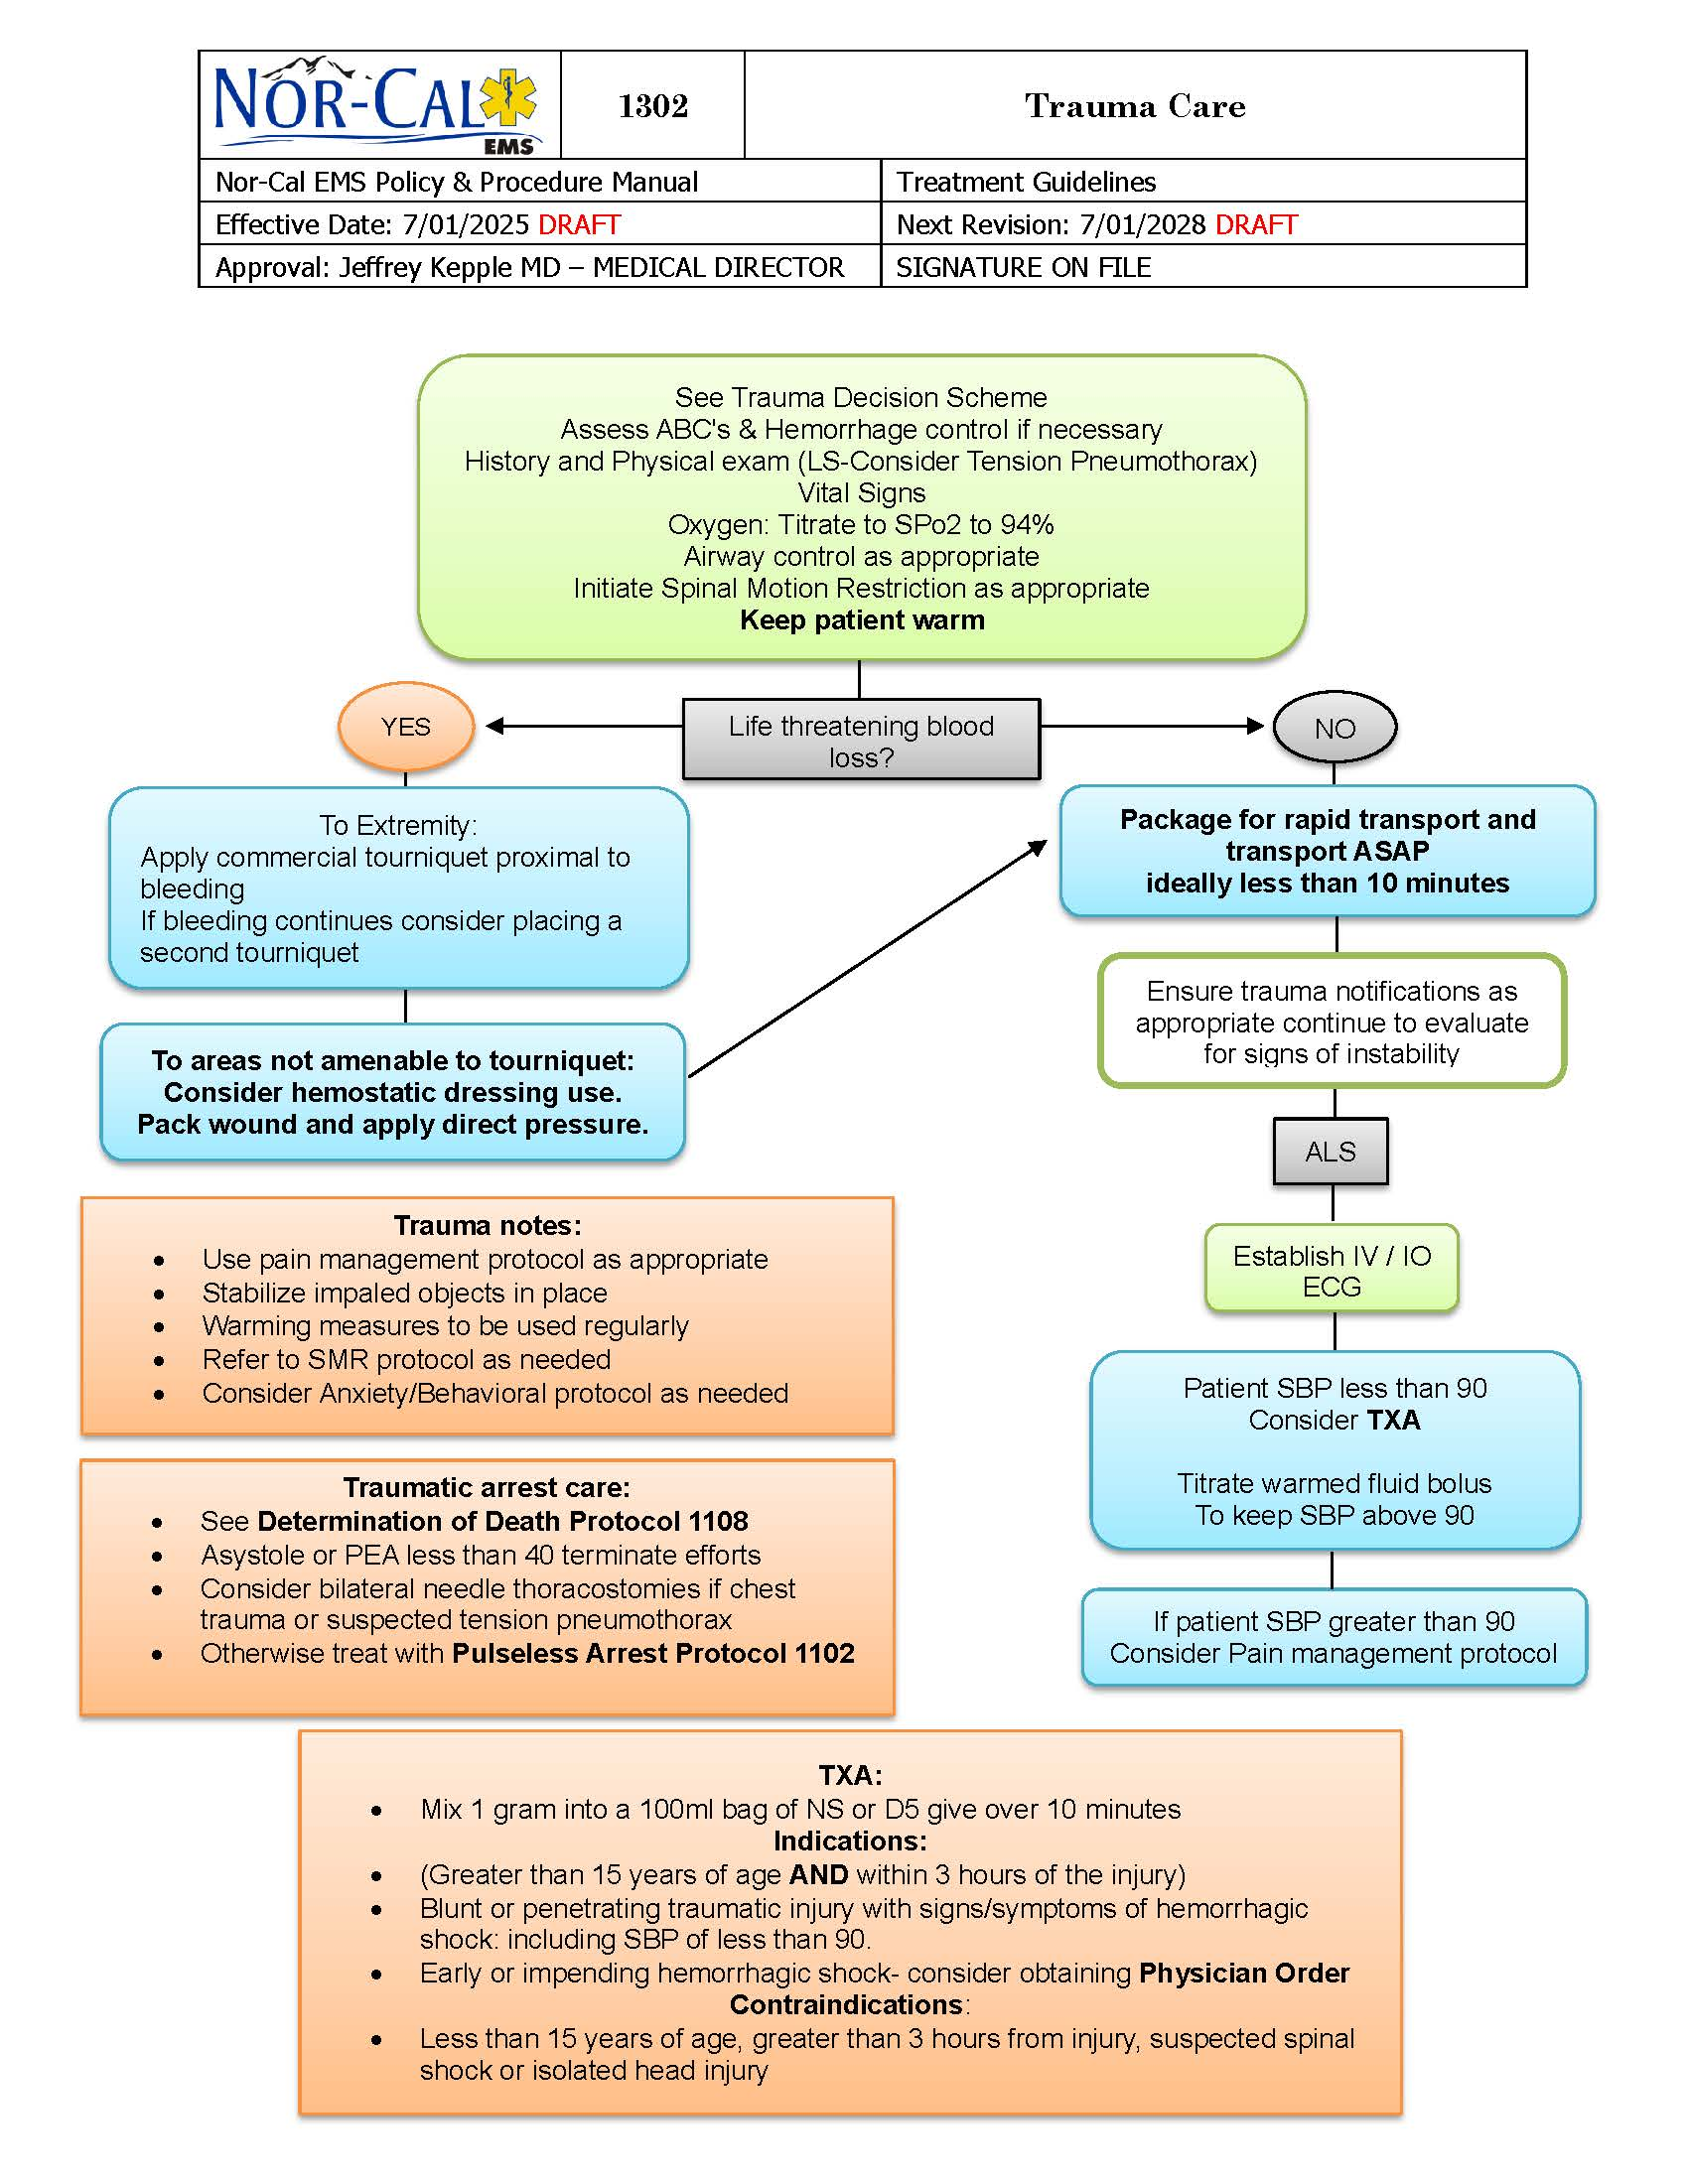 NOR-CAL
EMS
1302
Trauma Care
Nor-Cal EMS Policy & Procedure Manual
Treatment Guidelines
Effective Date: 7/01/2025 DRAFT
Next Revision: 7/01/2028 DRAFT
Approval: Jeffrey Kepple MD – MEDICAL DIRECTOR
SIGNATURE ON FILE
See Trauma Decision Scheme
Assess ABC's & Hemorrhage control if necessary
History and Physical exam (LS-Consider Tension Pneumothorax)
Vital Signs
Oxygen: Titrate to SPo2 to 94%
Airway control as appropriate
Initiate Spinal Motion Restriction as appropriate
Keep patient warm
Life threatening blood
loss?
YES
To Extremity:
Apply commercial tourniquet proximal to
bleeding
If bleeding continues consider placing a
second tourniquet
To areas not amenable to tourniquet:
Consider hemostatic dressing use.
Pack wound and apply direct pressure.
NO
Package for rapid transport and
transport ASAP
ideally less than 10 minutes
Ensure trauma notifications as
appropriate continue to evaluate
for signs of instability
ALS
Establish IV / IO
ECG
Patient SBP less than 90
Consider TXA
Titrate warmed fluid bolus
To keep SBP above 90
If patient SBP greater than 90
Consider Pain management protocol
Trauma notes:
• Use pain management protocol as appropriate
• Stabilize impaled objects in place
• Warming measures to be used regularly
• Refer to SMR protocol as needed
• Consider Anxiety/Behavioral protocol as needed
Traumatic arrest care:
• See Determination of Death Protocol 1108
• Asystole or PEA less than 40 terminate efforts
• Consider bilateral needle thoracostomies if chest
trauma or suspected tension pneumothorax
• Otherwise treat with Pulseless Arrest Protocol 1102
TXA:
• Mix 1 gram into a 100ml bag of NS or D5 give over 10 minutes
Indications:
• (Greater than 15 years of age AND within 3 hours of the injury)
• Blunt or penetrating traumatic injury with signs/symptoms of hemorrhagic
shock: including SBP of less than 90.
• Early or impending hemorrhagic shock- consider obtaining Physician Order
Contraindications:
• Less than 15 years of age, greater than 3 hours from injury, suspected spinal
shock or isolated head injury